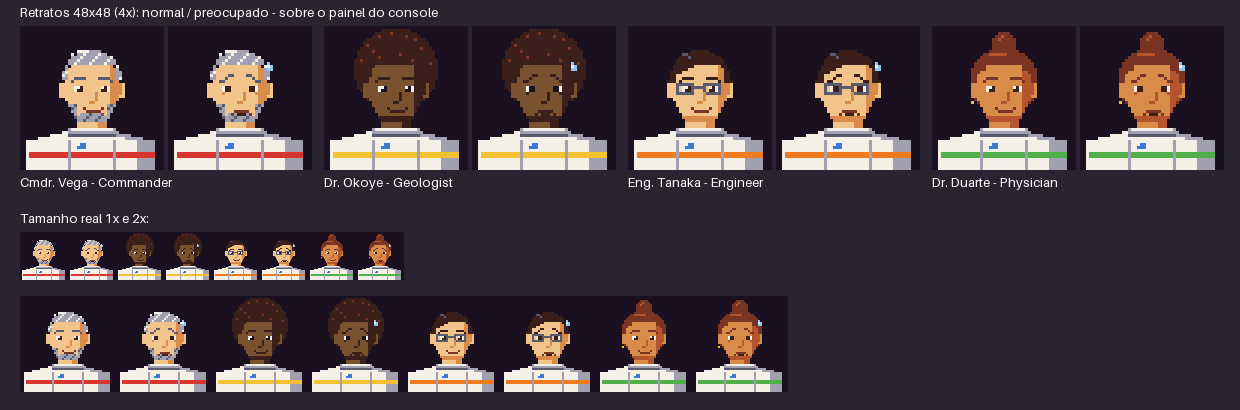 Retratos 48x48 (4x): normal / preocupado - sobre o painel do console
Cmdr. Vega - Commander
Dr. Okoye - Geologist
Eng. Tanaka - Engineer
Dr. Duarte - Physician
Tamanho real 1x e 2x: